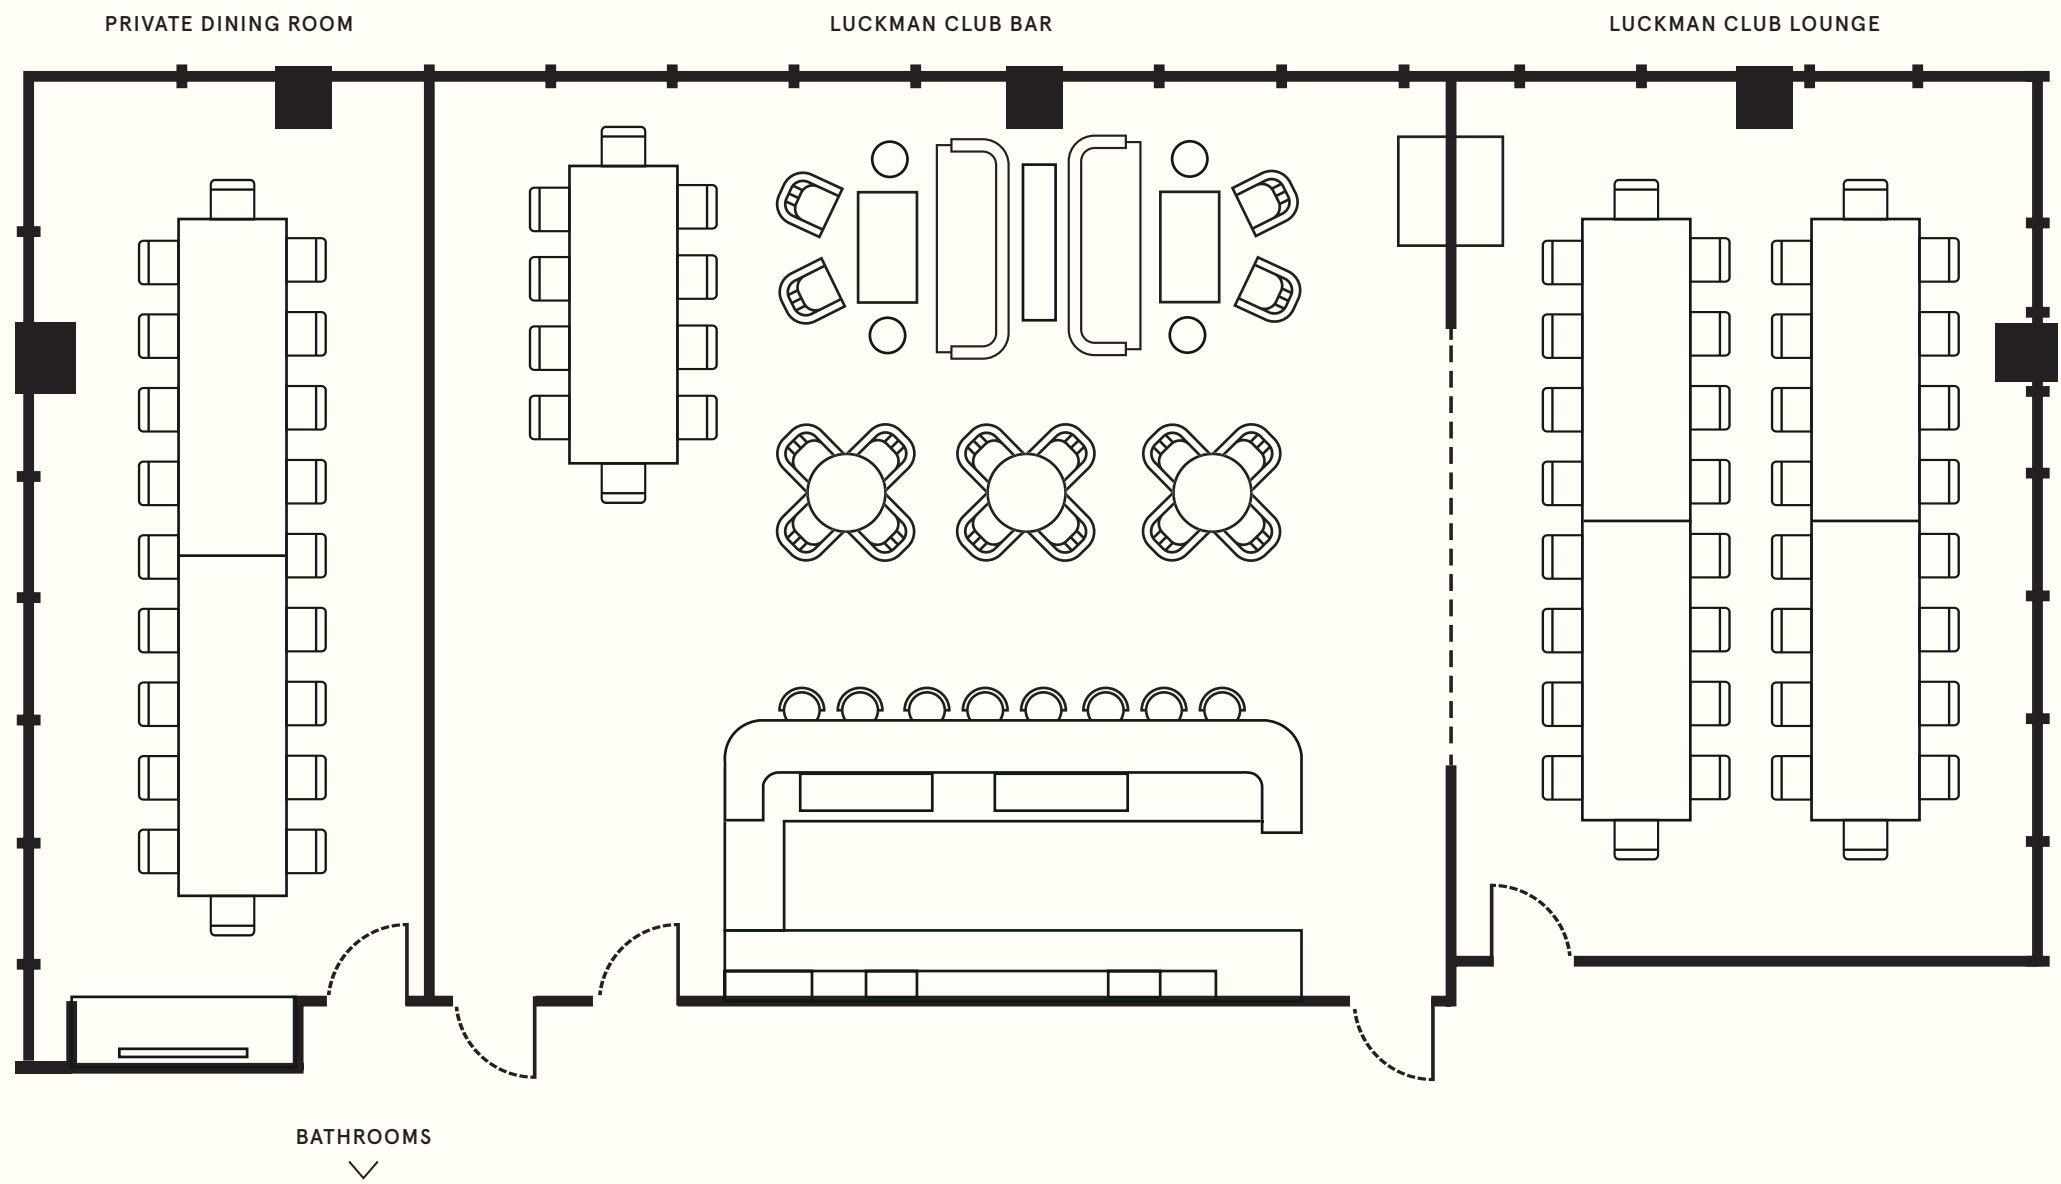 PRIVATE DINING ROOM
LUCKMAN CLUB BAR
LUCKMAN CLUB LOUNGE
BATHROOMS